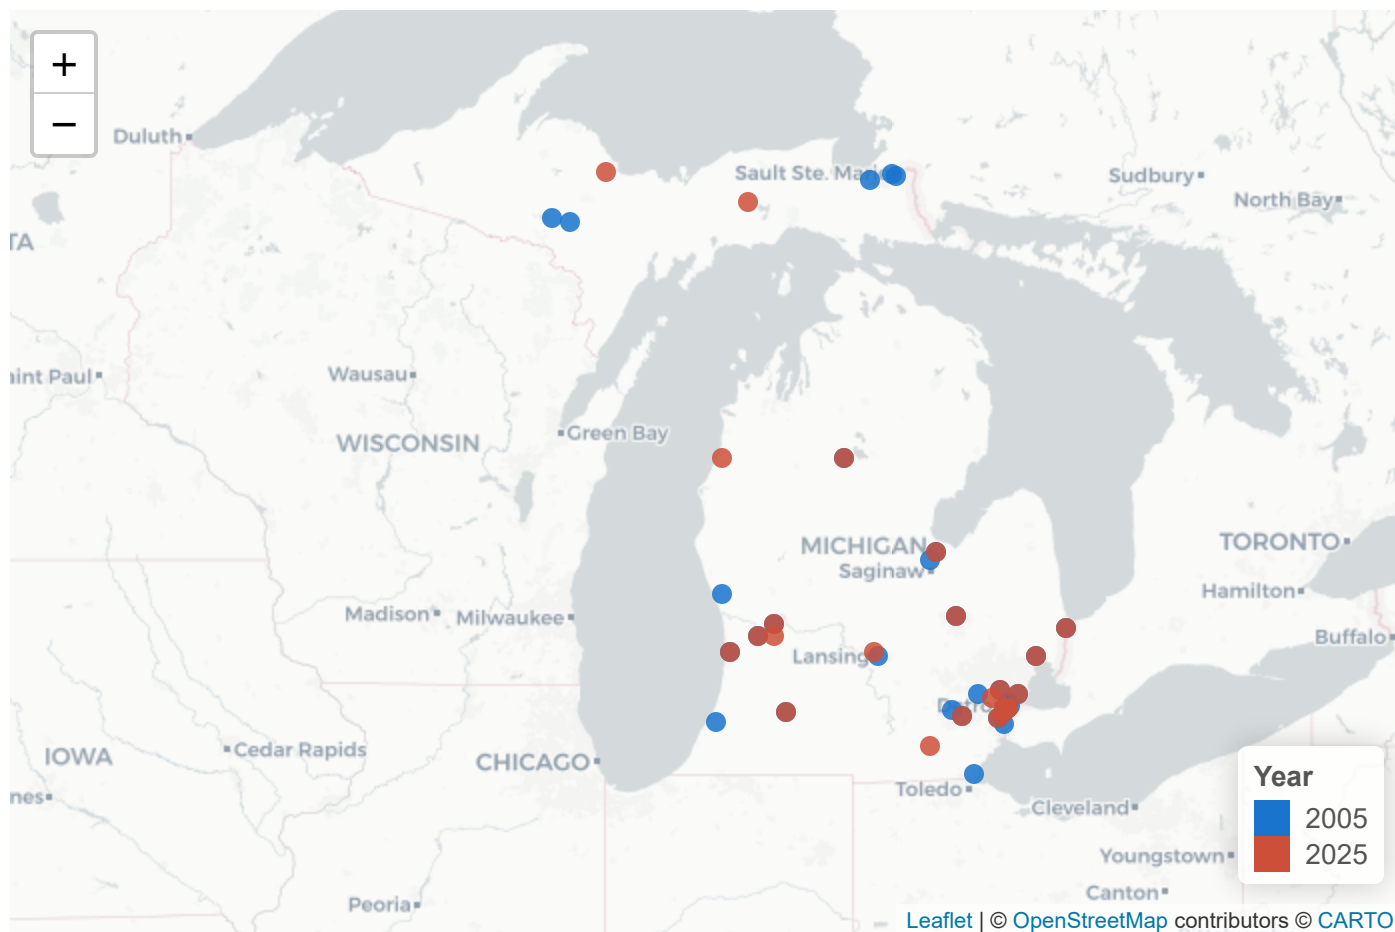 +
−
Duluth
Sault Ste. Mari
Sudbury
North Bay
TA
aint Paul
Wausau
WISCONSIN
Green Bay
MICHIGAN
Saginaw
TORONTO
Hamilton
Madison
Milwaukee
Buffalo
Lansing
Detro
IOWA
Cedar Rapids
CHICAGO
nes
Toledo
Cleveland
Youngstown
Canton
Peoria
Year
2005
2025
Leaflet | © OpenStreetMap contributors © CARTO